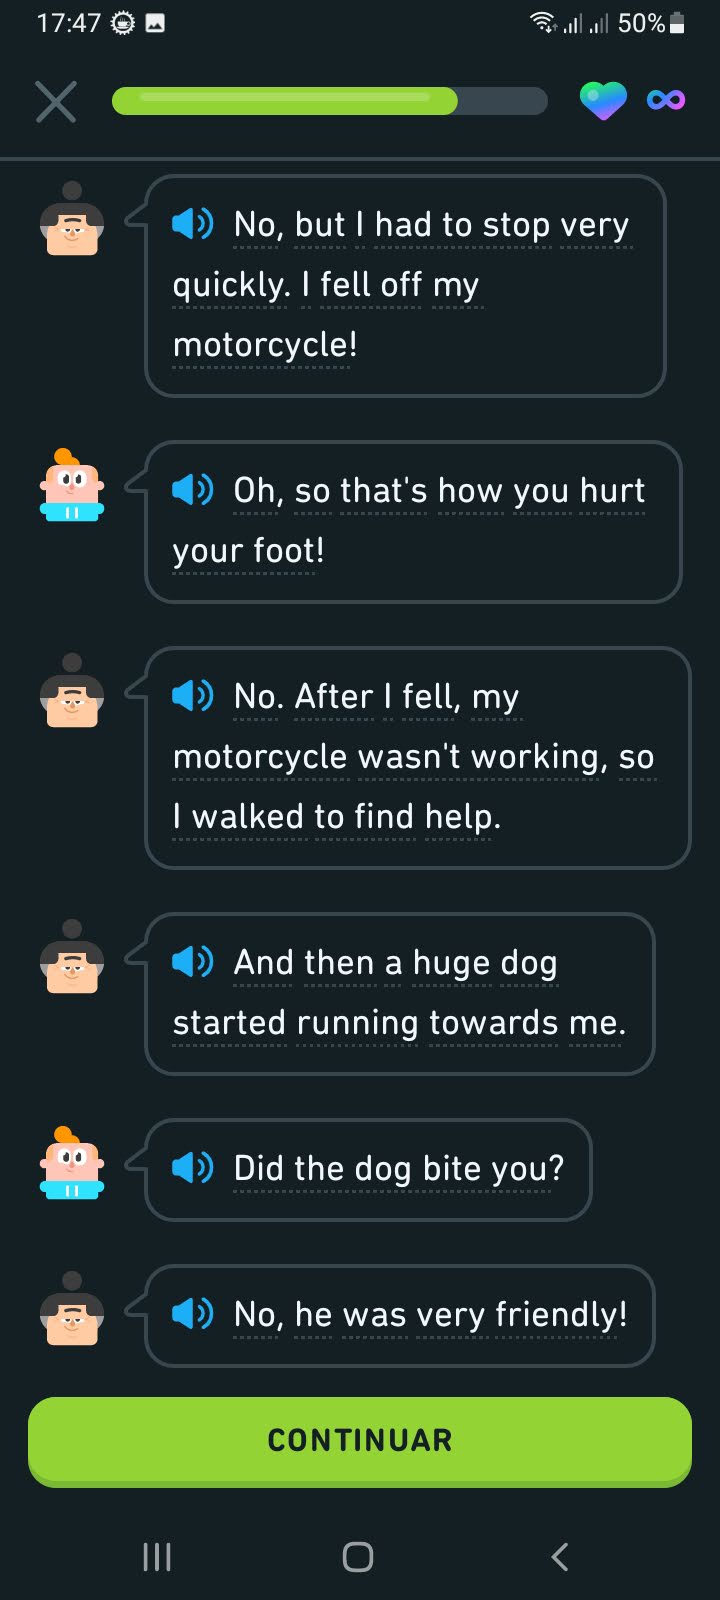 17:47
50%
No, but I had to stop very
quickly. I fell off my
motorcycle!
Oh, so that's how you hurt
your foot!
No. After I fell, my
motorcycle wasn't working, so
I walked to find help.
And then a huge dog
started running towards me.
Did the dog bite you?
No, he was very friendly!
CONTINUAR